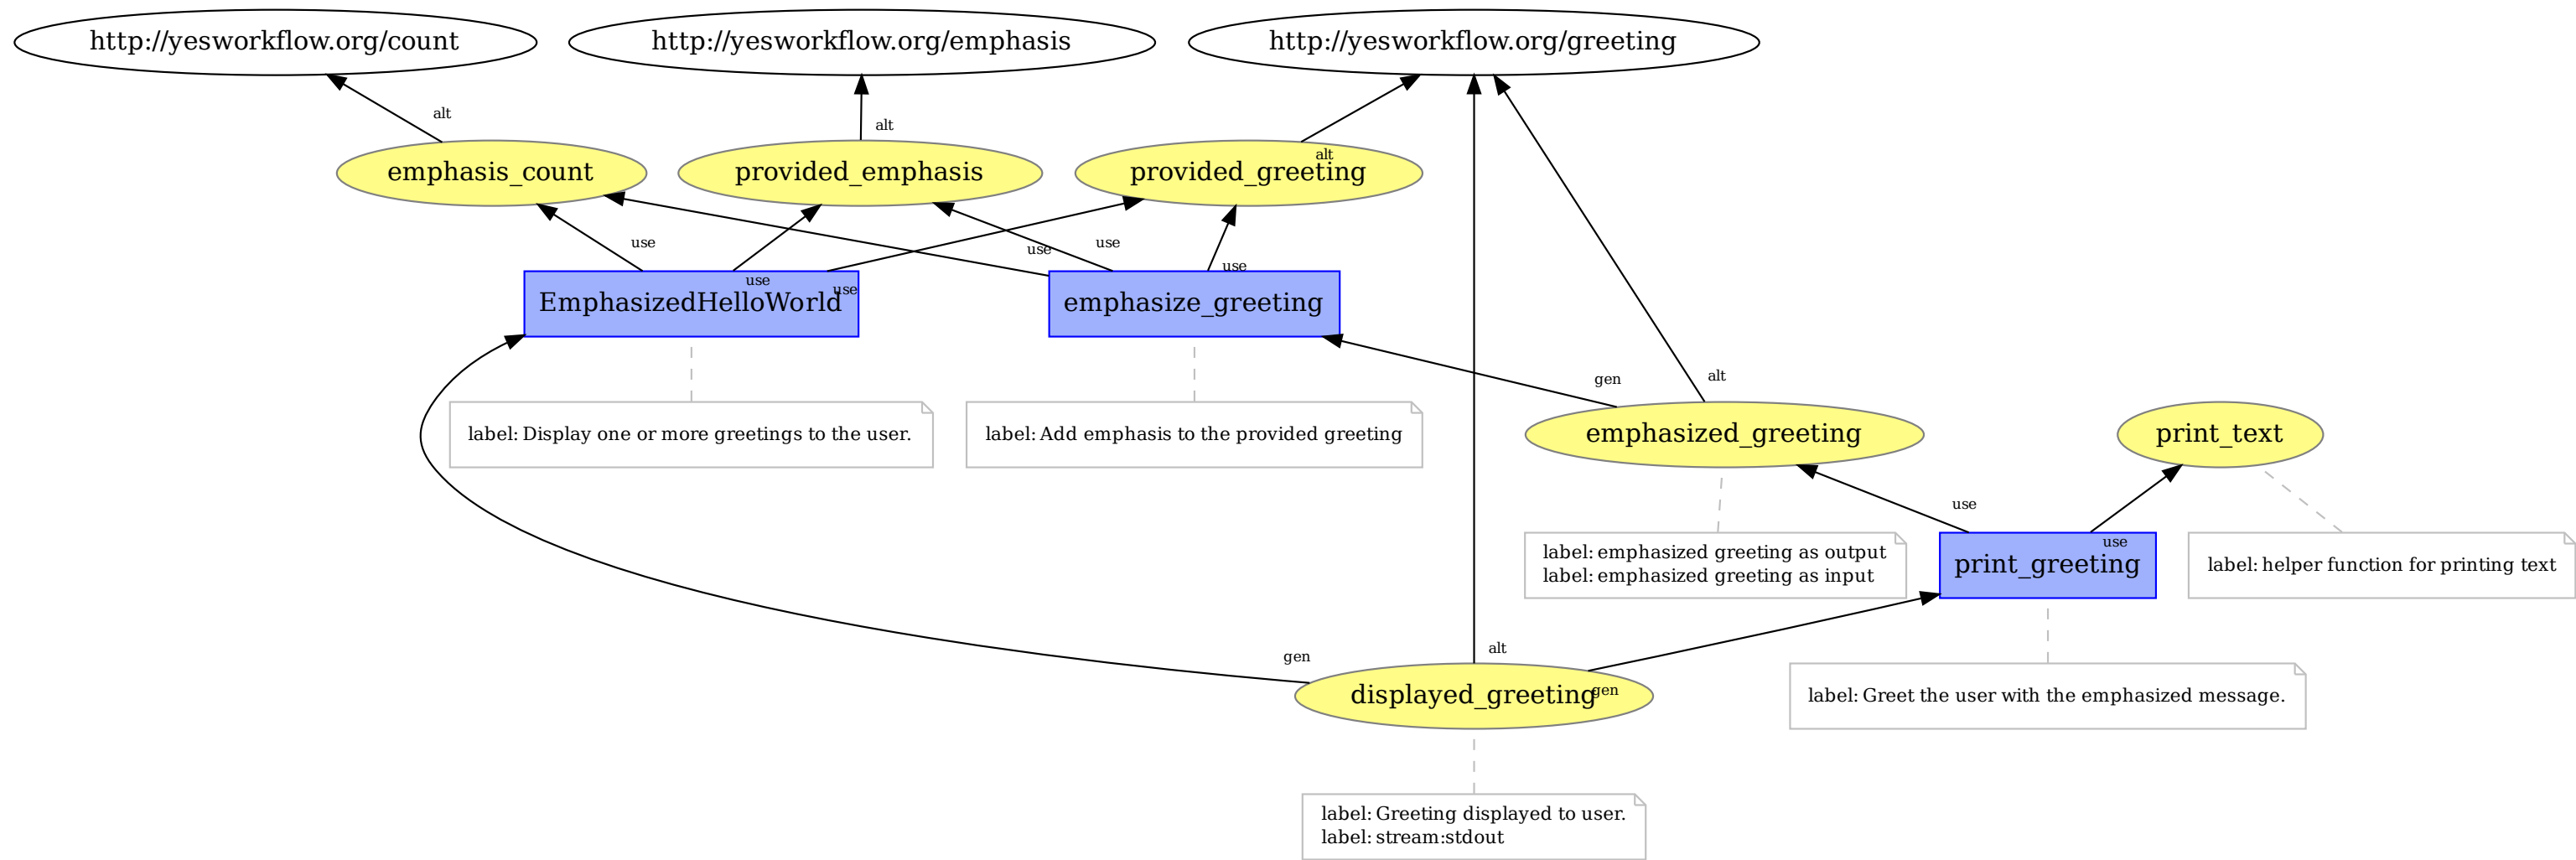 http://yesworkflow.org/count
http://yesworkflow.org/emphasis
http://yesworkflow.org/greeting
alt
alt
alt
emphasis_count
provided_emphasis
provided_greeting
use
use
use
use
use
use
EmphasizedHelloWorld
emphasize_greeting
gen
alt
label: Display one or more greetings to the user.
label: Add emphasis to the provided greeting
emphasized_greeting
print_text
use
use
label: emphasized greeting as output
label: emphasized greeting as input
print_greeting
label: helper function for printing text
gen
alt
gen
displayed_greeting
label: Greet the user with the emphasized message.
label: Greeting displayed to user.
label: stream:stdout